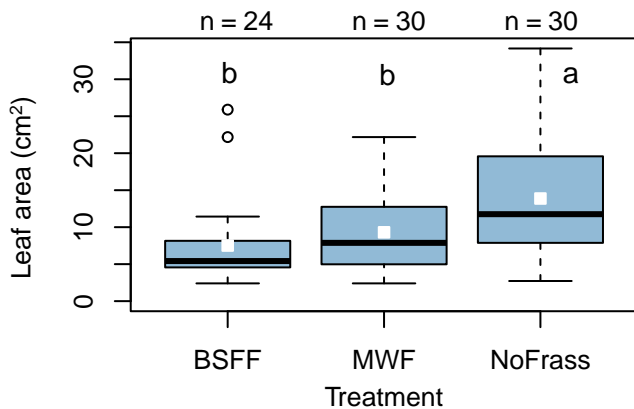 n = 24 n = 30 n = 30
b b a
Leaf area (cm²)
30
20
10
0
BSFF MWF NoFrass
Treatment